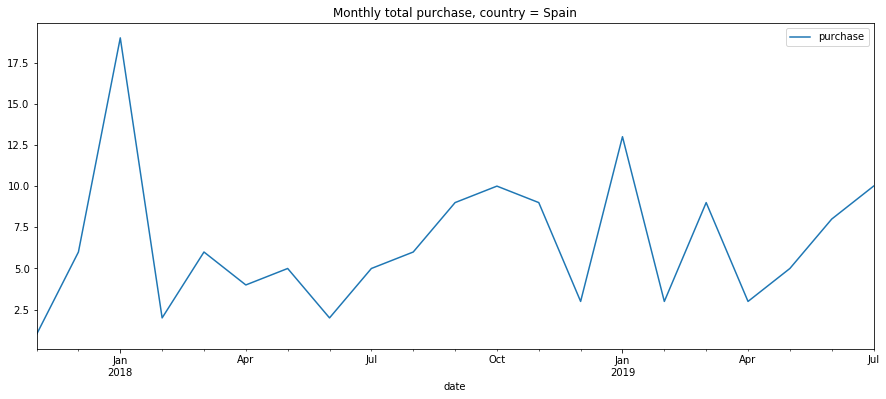 Monthly total purchase, country = Spain
purchase
17.5
15.0
12.5
10.0
7.5
5.0
2.5
Jan Apr Jul Oct Jan Apr Jul
2018 2019
date